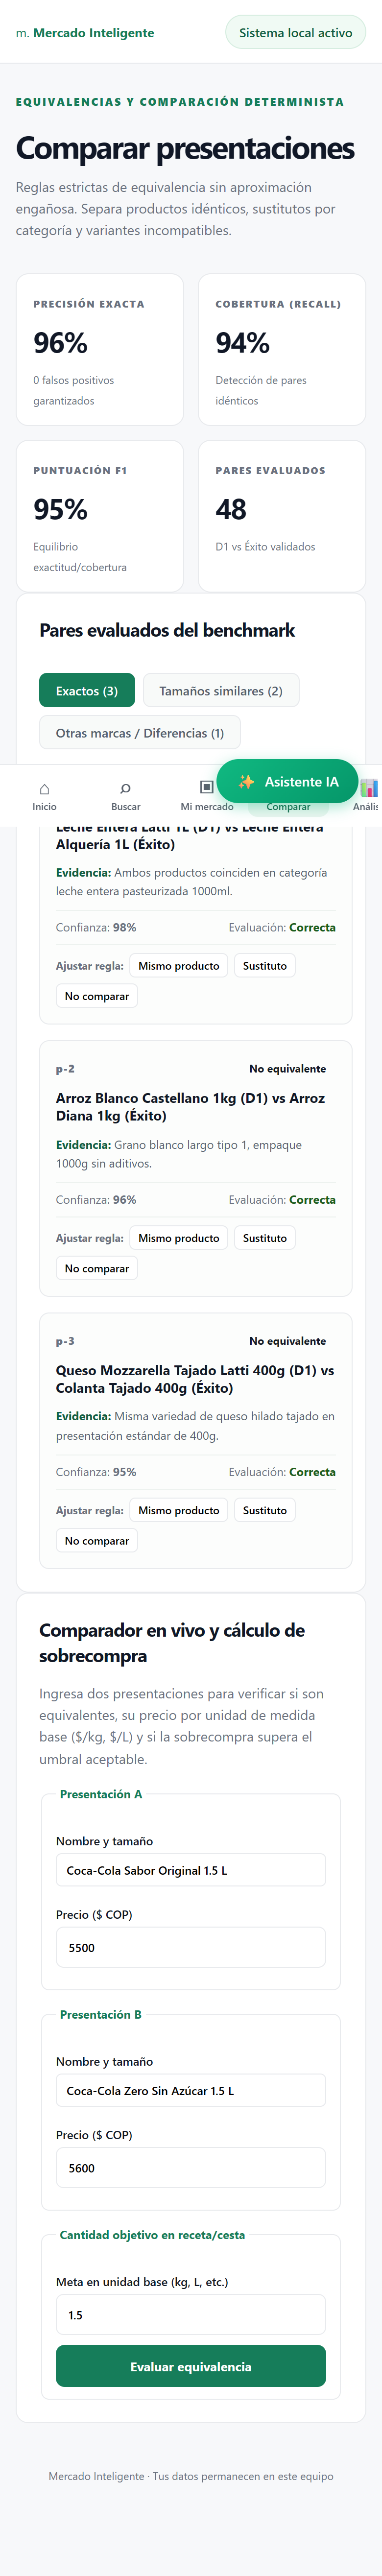 m. Mercado Inteligente
Sistema local activo
EQUIVALENCIAS Y COMPARACIÓN DETERMINISTA
Comparar presentaciones
Reglas estrictas de equivalencia sin aproximación
engañosa. Separa productos idénticos, sustitutos por
categoría y variantes incompatibles.
PRECISIÓN EXACTA
96%
0 falsos positivos
garantizados
COBERTURA (RECALL)
94%
Detección de pares
idénticos
PUNTUACIÓN F1
95%
Equilibrio
exactitud/cobertura
PARES EVALUADOS
48
D1 vs Éxito validados
Pares evaluados del benchmark
Exactos (3)
Tamaños similares (2)
Otras marcas / Diferencias (1)
✨ Asistente IA
Inicio
Buscar
Mi mercado
Comparar
Anális
Leche Entera Latti 1L (D1) vs Leche Entera
Alquería 1L (Éxito)
Evidencia: Ambos productos coinciden en categoría
leche entera pasteurizada 1000ml.
Confianza: 98%
Evaluación: Correcta
Ajustar regla:
Mismo producto
Sustituto
No comparar
p-2
No equivalente
Arroz Blanco Castellano 1kg (D1) vs Arroz
Diana 1kg (Éxito)
Evidencia: Grano blanco largo tipo 1, empaque
1000g sin aditivos.
Confianza: 96%
Evaluación: Correcta
Ajustar regla:
Mismo producto
Sustituto
No comparar
p-3
No equivalente
Queso Mozzarella Tajado Latti 400g (D1) vs
Colanta Tajado 400g (Éxito)
Evidencia: Misma variedad de queso hilado tajado en
presentación estándar de 400g.
Confianza: 95%
Evaluación: Correcta
Ajustar regla:
Mismo producto
Sustituto
No comparar
Comparador en vivo y cálculo de
sobrecompra
Ingresa dos presentaciones para verificar si son
equivalentes, su precio por unidad de medida
base ($/kg, $/L) y si la sobrecompra supera el
umbral aceptable.
Presentación A
Nombre y tamaño
Coca-Cola Sabor Original 1.5 L
Precio ($ COP)
5500
Presentación B
Nombre y tamaño
Coca-Cola Zero Sin Azúcar 1.5 L
Precio ($ COP)
5600
Cantidad objetivo en receta/cesta
Meta en unidad base (kg, L, etc.)
1.5
Evaluar equivalencia
Mercado Inteligente · Tus datos permanecen en este equipo